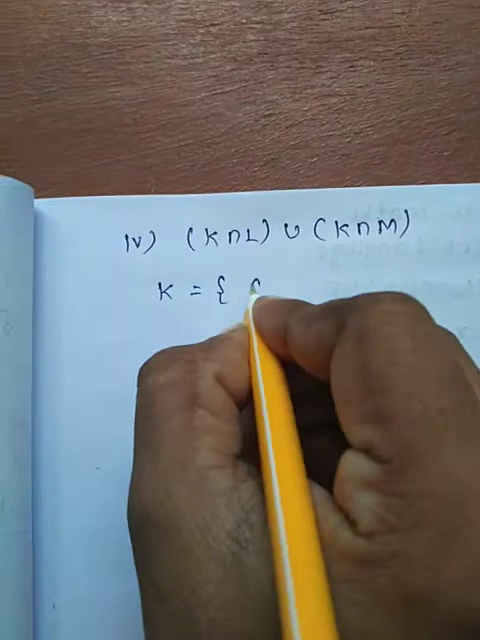 IV) (K∩L) ∪ (K∩M)
K = {